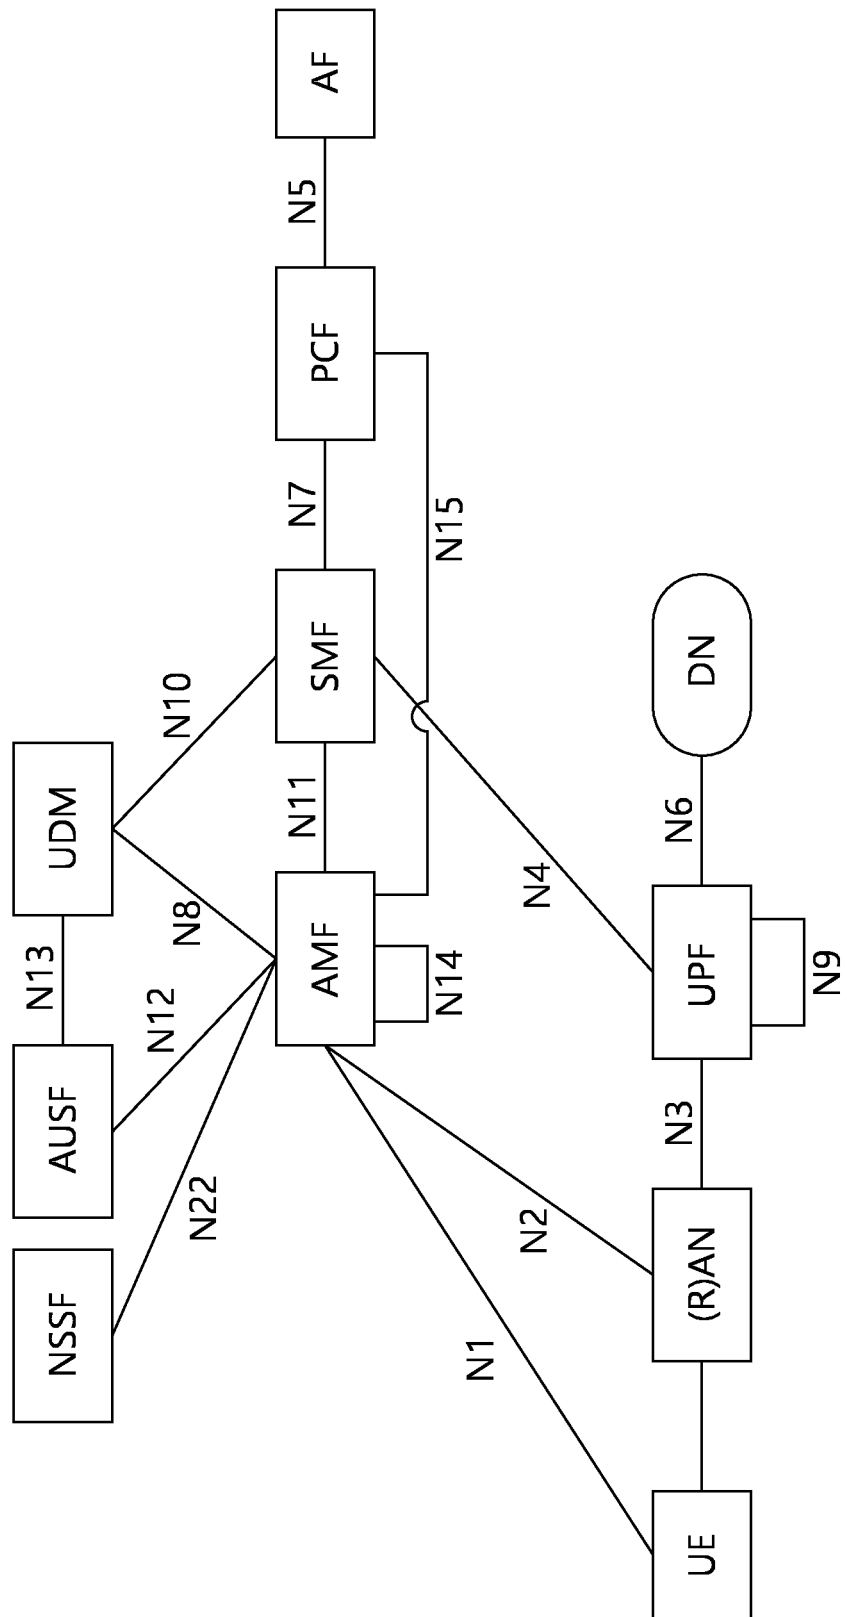 NSSF
AUSF
N13
UDM
N22
N12
N8
N10
AMF
N11
SMF
N7
PCF
N5
AF
N14
N15
N1
N2
N4
UE
(R)AN
N3
UPF
N6
DN
N9